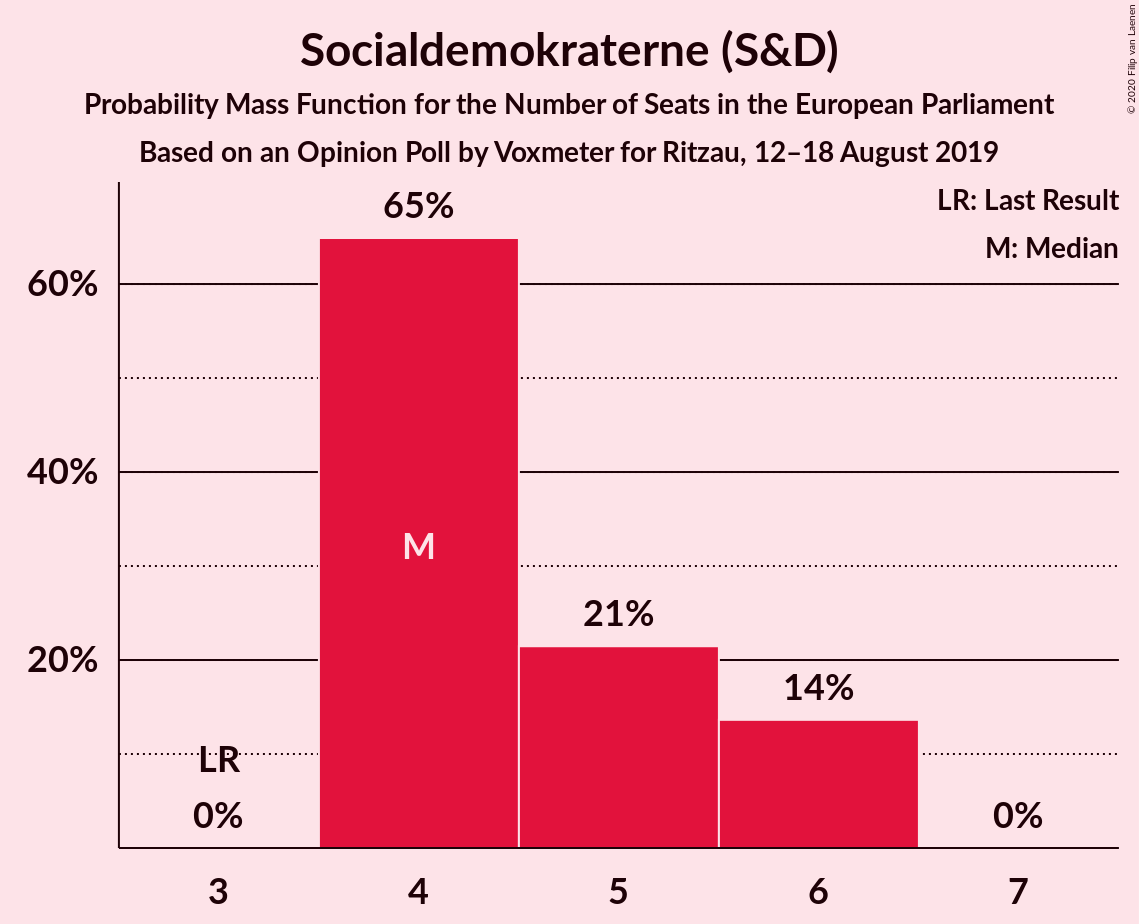 Socialdemokraterne (S&D)
Probability Mass Function for the Number of Seats in the European Parliament
Based on an Opinion Poll by Voxmeter for Ritzau, 12–18 August 2019
© 2020 Filip van Laenen
LR: Last Result
M: Median
65%
60%
40%
M
21%
20%
14%
LR
0%
0%
3
4
5
6
7